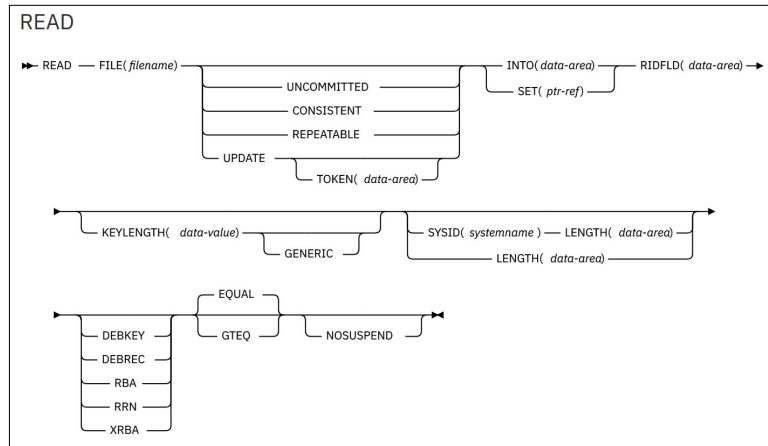 READ
READ FILE(filename) INTO(data-area) RIDFLD( data-area)
UNCOMMITTED SET( ptr-ref)
CONSISTENT
REPEATABLE
UPDATE
TOKEN( data-area)
KEYLENGTH( data-value) SYSID( systemname ) LENGTH( data-area)
GENERIC LENGTH( data-area)
EQUAL
DEBKEY GTEQ NOSUSPEND
DEBREC
RBA
RRN
XRBA